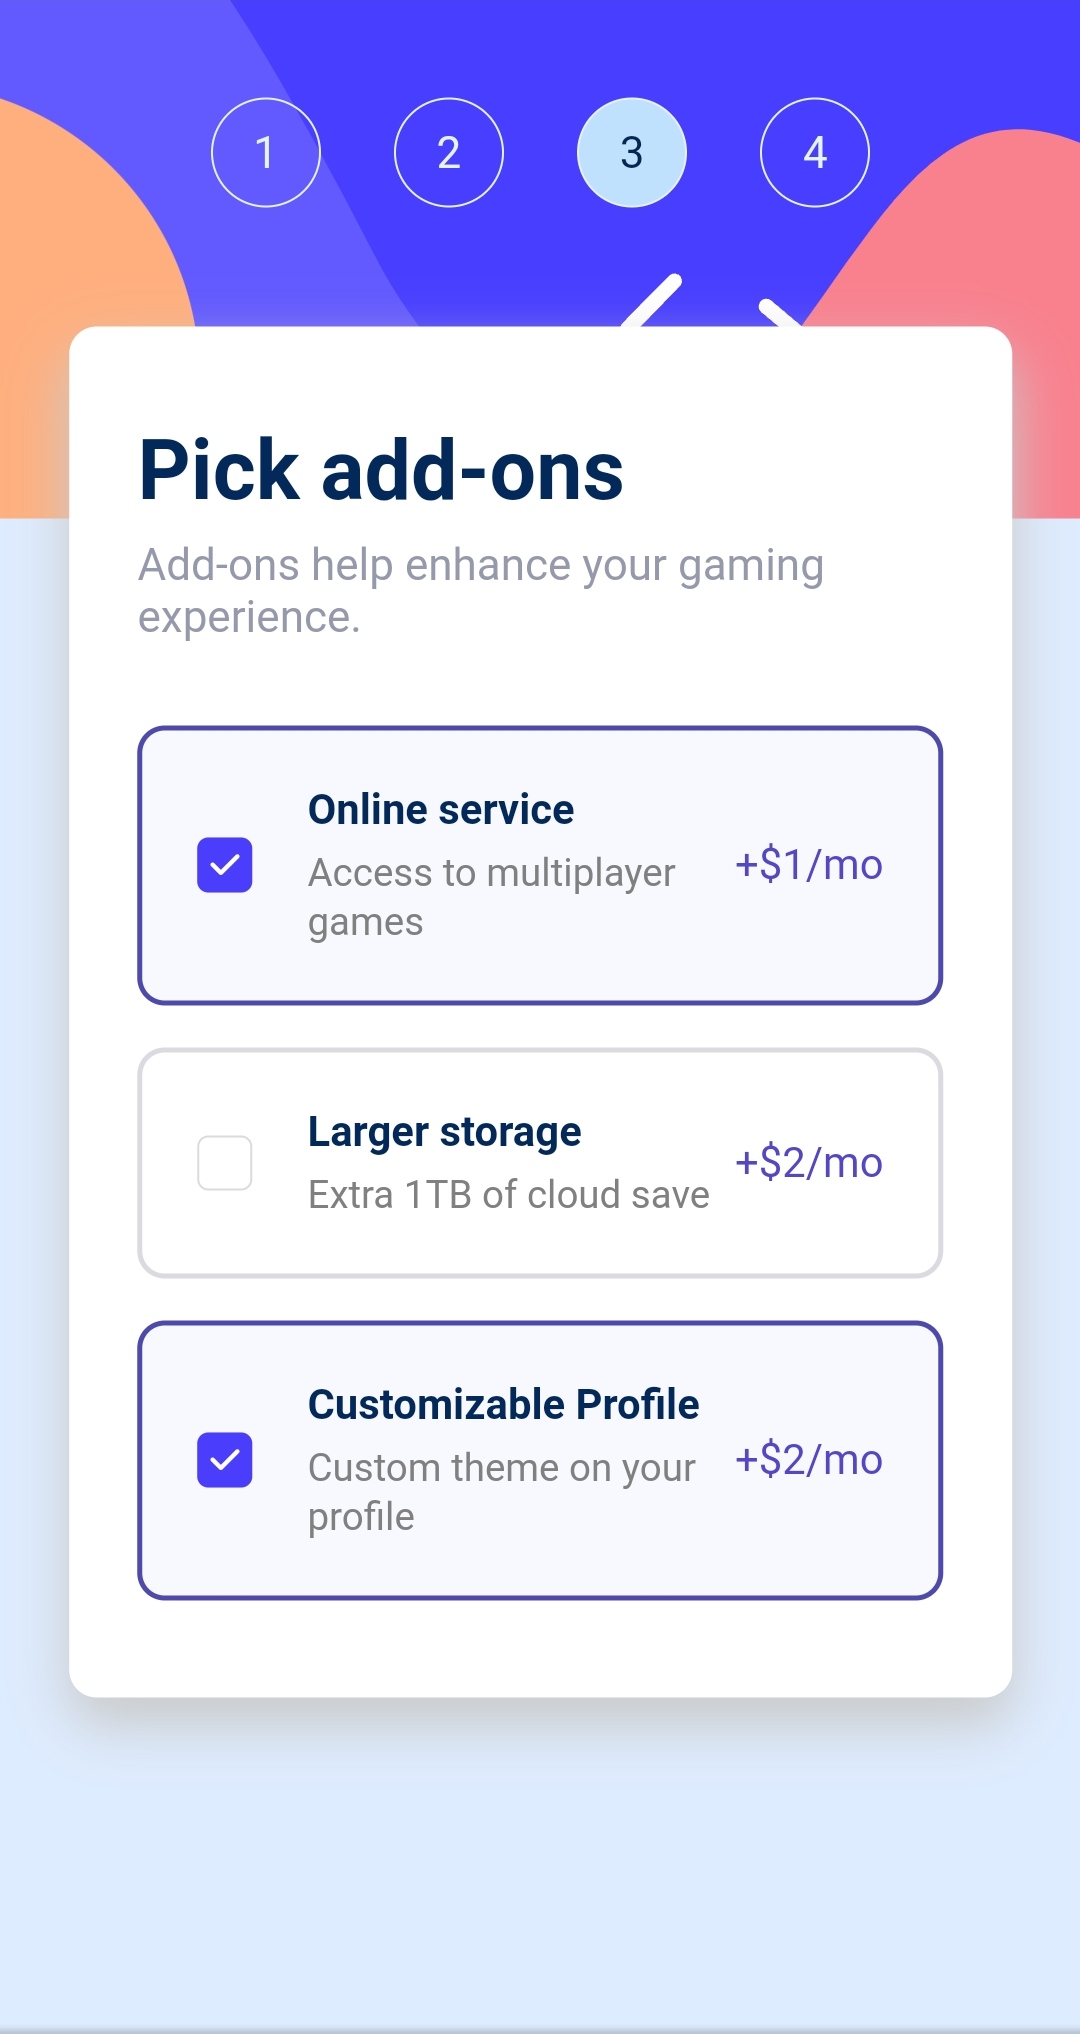 1 2 3 4
Pick add-ons
Add-ons help enhance your gaming
experience.
Online service
Access to multiplayer
games
+$1/mo
Larger storage
Extra 1TB of cloud save
+$2/mo
Customizable Profile
Custom theme on your
profile
+$2/mo